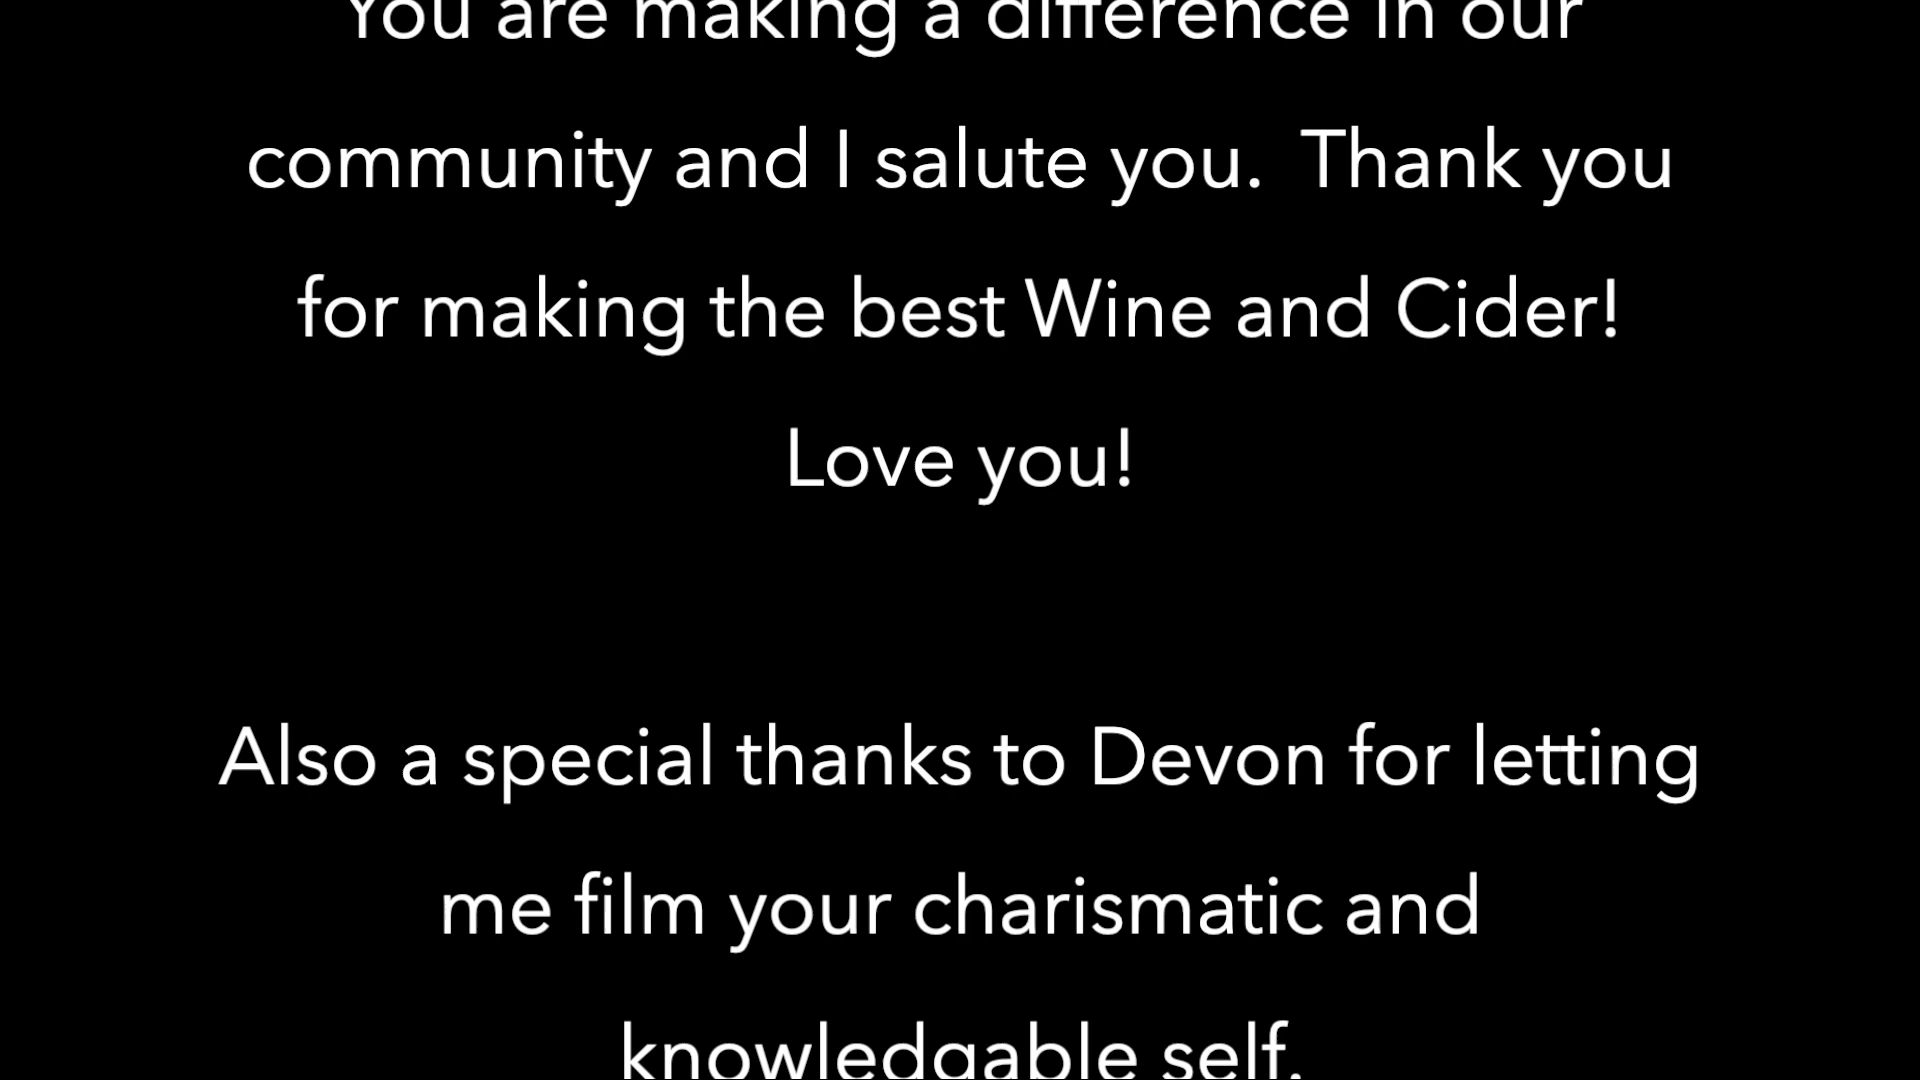 You are making a difference in our
community and I salute you.  Thank you
for making the best Wine and Cider!
Love you!
Also a special thanks to Devon for letting
me film your charismatic and
knowledgable self.